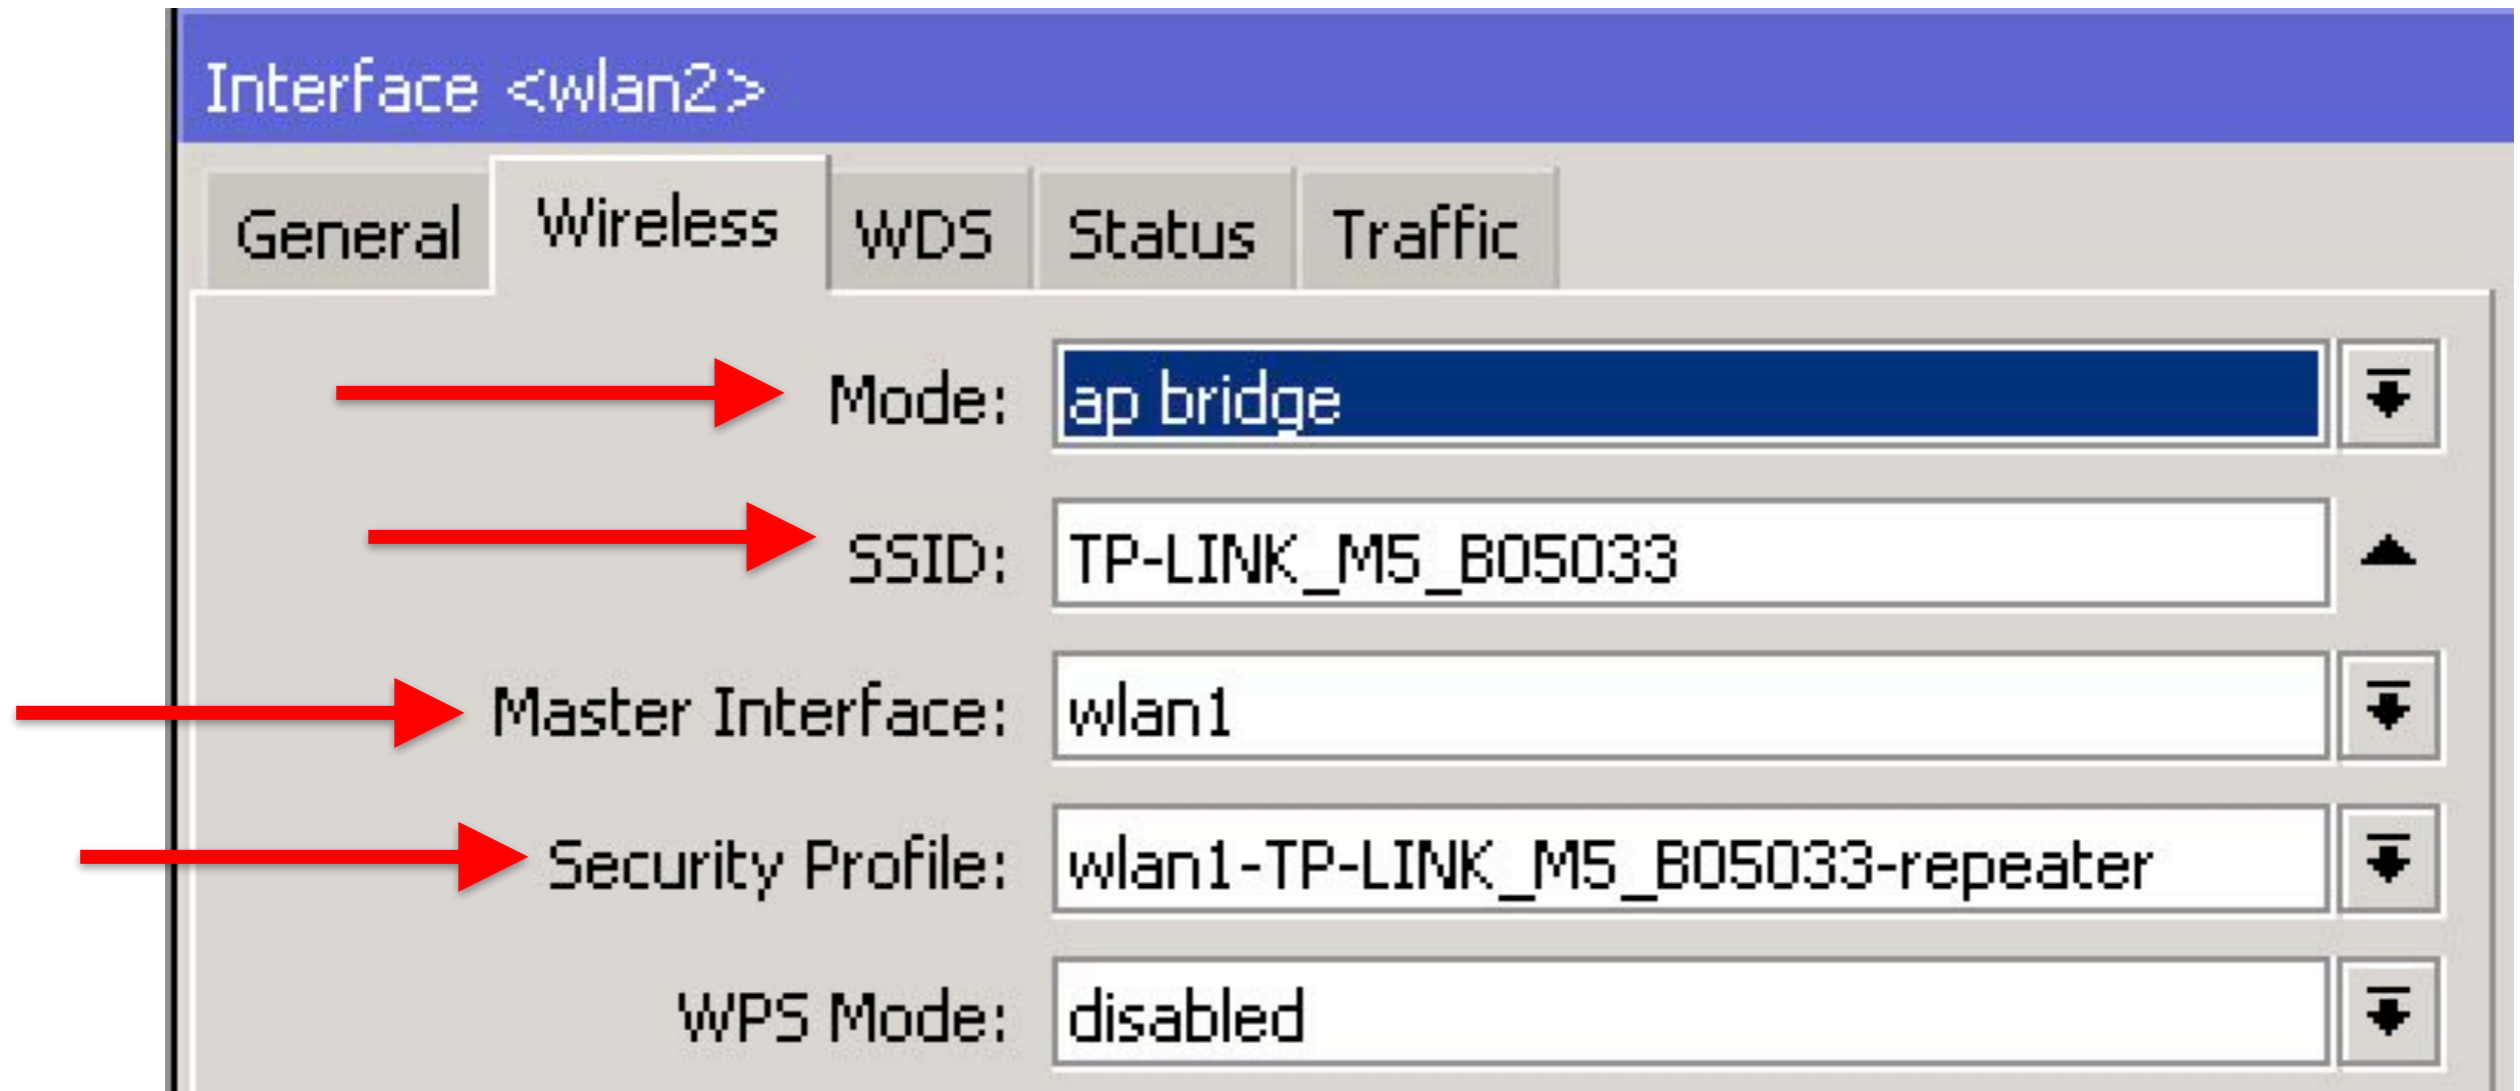 Interface <wlan2>
General Wireless WDS Status Traffic
Mode: ap bridge
SSID: TP-LINK_M5_B05033
Master Interface: wlan1
Security Profile: wlan1-TP-LINK_M5_B05033-repeater
WPS Mode: disabled